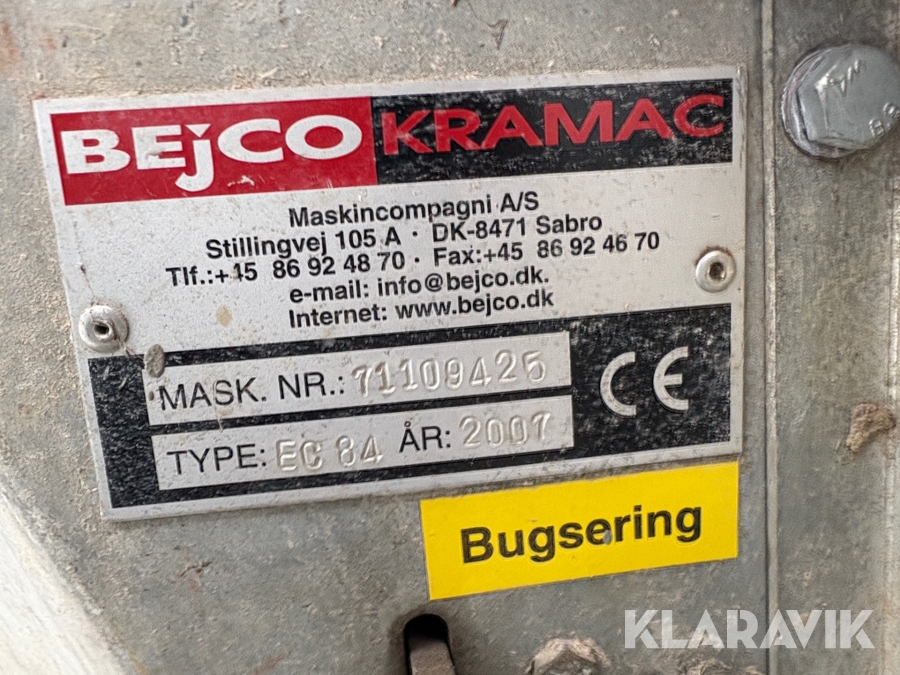 BEJCO KRAMAC
Maskincompagni A/S
Stillingvej 105 A · DK-8471 Sabro
Tlf.:+45 86 92 48 70 · Fax:+45 86 92 46 70
e-mail: info@bejco.dk.
Internet: www.bejco.dk
MASK. NR.: 71109425
TYPE: EC 84 ÅR: 2007
CE
Bugsering
KLARAVIK